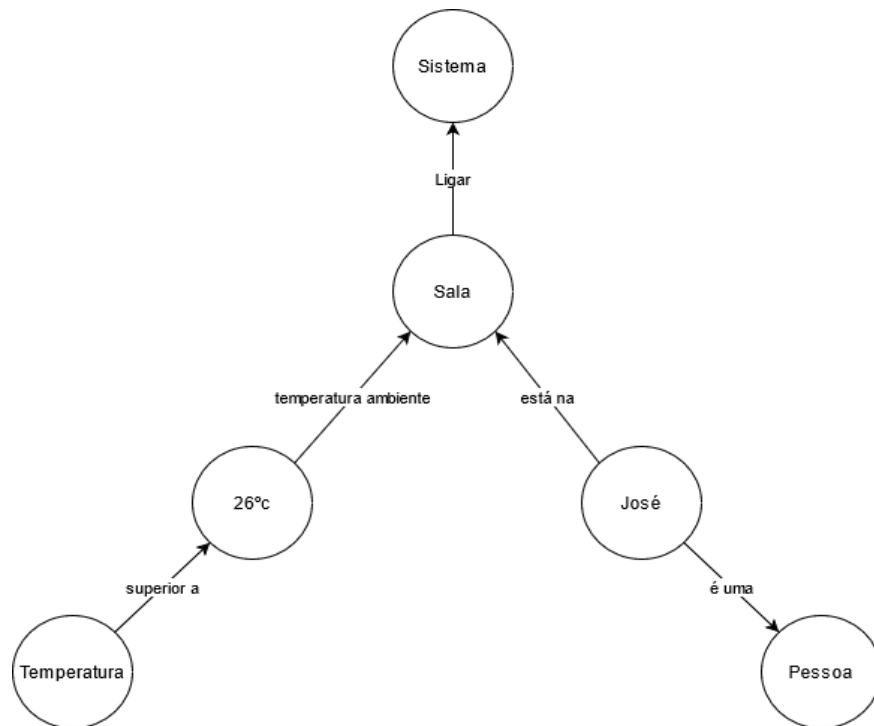 Sistema
Ligar
Sala
temperatura ambiente
está na
26ºc
José
superior a
é uma
Temperatura
Pessoa